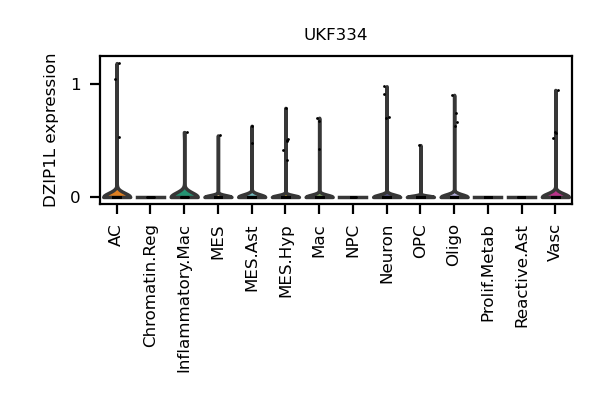 UKF334
DZIP1L expression
1
0
AC
Chromatin.Reg
Inflammatory.Mac
MES
MES.Ast
MES.Hyp
Mac
NPC
Neuron
OPC
Oligo
Prolif.Metab
Reactive.Ast
Vasc